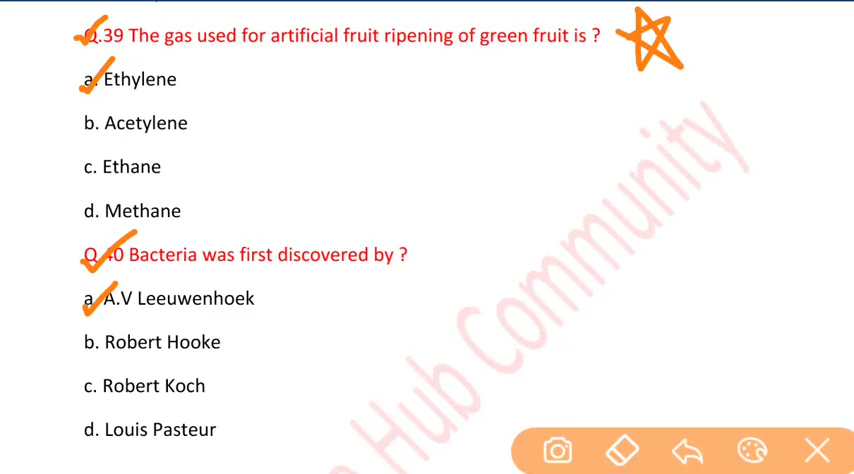 Q.39 The gas used for artificial fruit ripening of green fruit is ?
a. Ethylene
b. Acetylene
c. Ethane
d. Methane
Q.40 Bacteria was first discovered by ?
a. A.V Leeuwenhoek
b. Robert Hooke
c. Robert Koch
d. Louis Pasteur
Hub Community